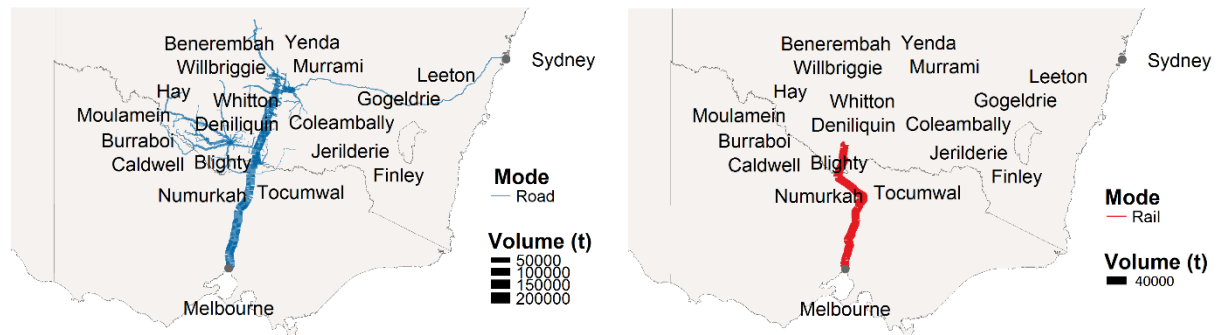 Benerembah Yenda
Willbriggie Murrami
Sydney
Leeton
Hay
Whitton
Gogeldrie
Moulamein
Deniliquin
Coleambally
Burraboi
Jerilderie
Caldwell
Blighty
Finley
Numurkah
Tocumwal
Melbourne
Mode
Road
Volume (t)
50000
100000
150000
200000
Benerembah Yenda
Willbriggie Murrami
Sydney
Leeton
Hay
Whitton
Gogeldrie
Moulamein
Deniliquin
Coleambally
Burraboi
Jerilderie
Caldwell
Blighty
Finley
Numurkah
Tocumwal
Melbourne
Mode
Rail
Volume (t)
40000